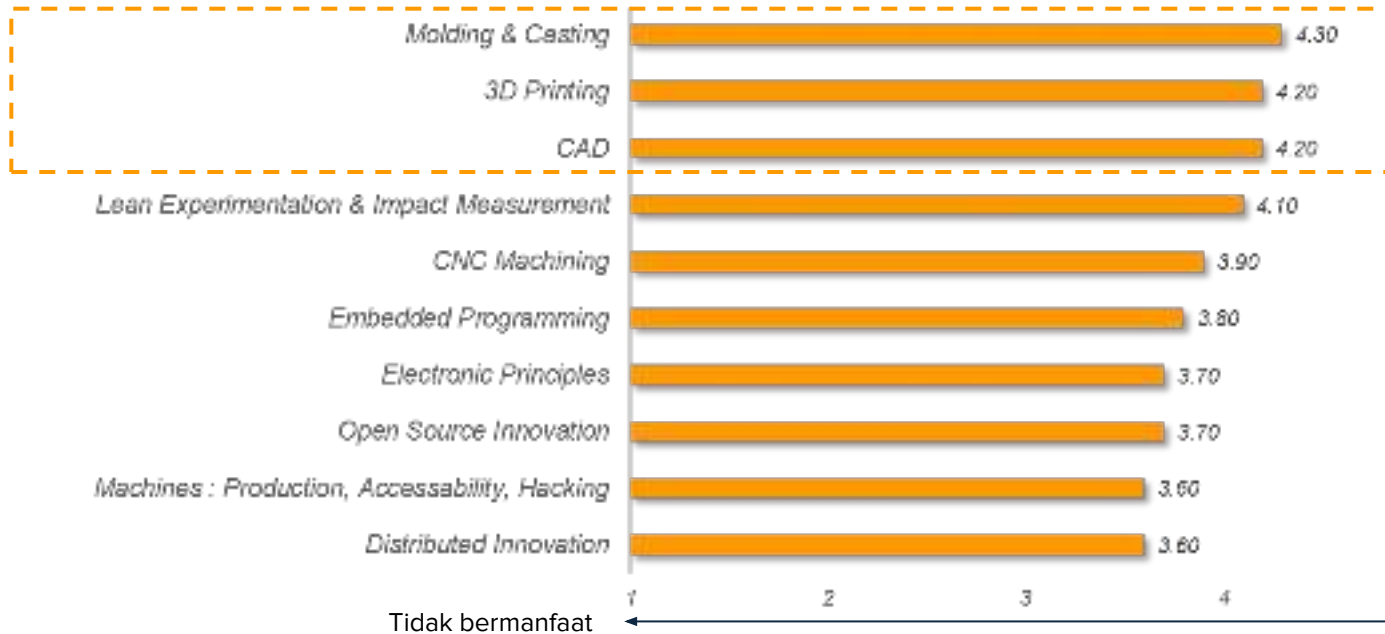 Molding & Casting 4.30
3D Printing 4.20
CAD 4.20
Lean Experimentation & Impact Measurement 4.10
CNC Machining 3.90
Embedded Programming 3.80
Electronic Principles 3.70
Open Source Innovation 3.70
Machines : Production, Accessability, Hacking 3.60
Distributed Innovation 3.60
1 2 3 4
Tidak bermanfaat